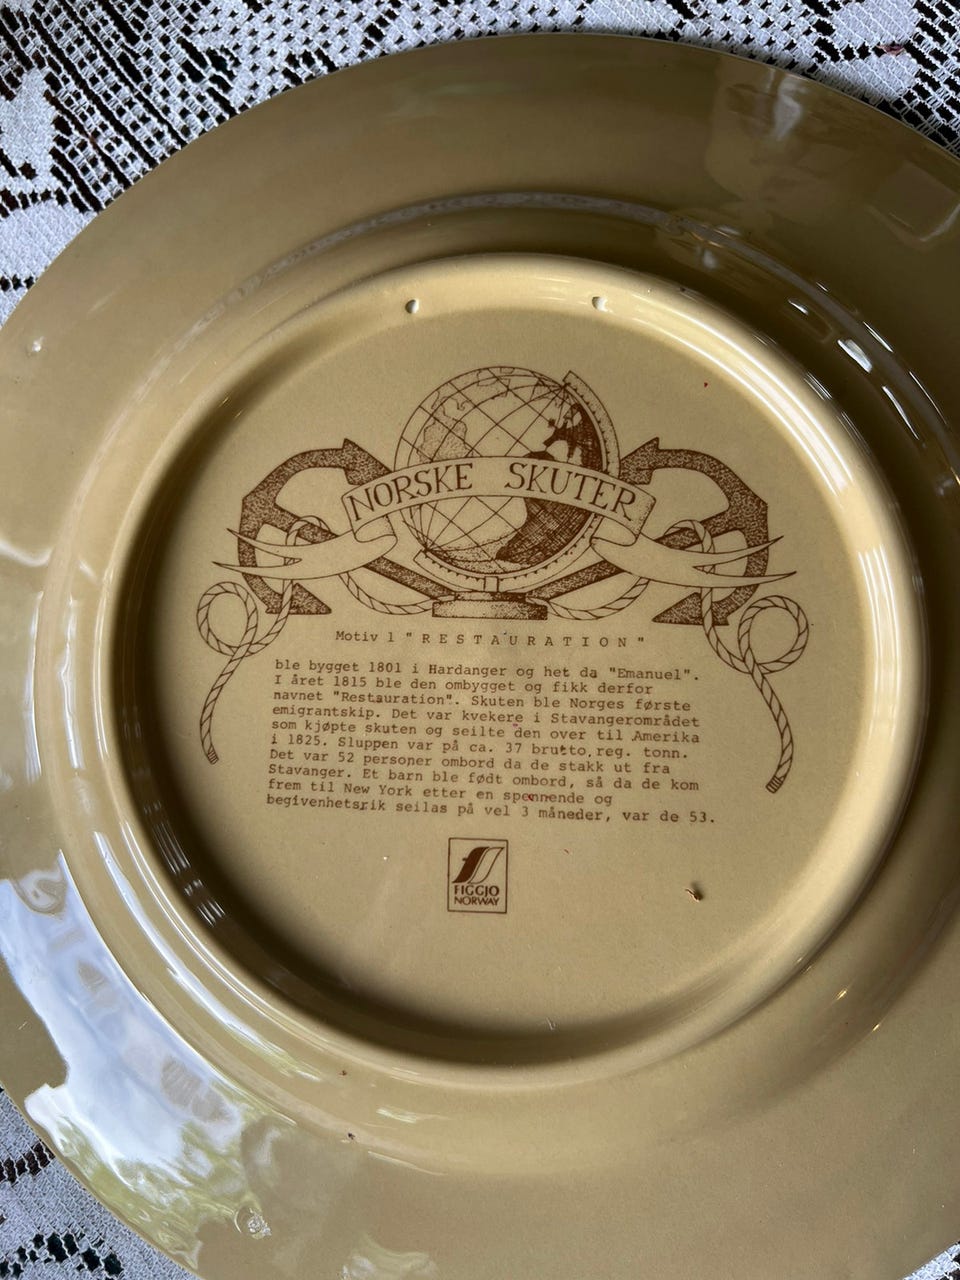 NORSKE SKUTER
Motiv 1 "RESTAURATION"
ble bygget 1801 i Hardanger og het da "Emanuel".
I året 1815 ble den ombygget og fikk derfor
navnet "Restauration". Skuten ble Norges første
emigrantskip. Det var kvekere i Stavangerområdet
som kjøpte skuten og seilte den over til Amerika
i 1825. Sluppen var på ca. 37 brutto reg. tonn.
Det var 52 personer ombord da de stakk ut fra
Stavanger. Et barn ble født ombord, så da de kom
frem til New York etter en spennende og
begivenhetsrik seilas på vel 3 måneder, var de 53.
FIGGJO
NORWAY